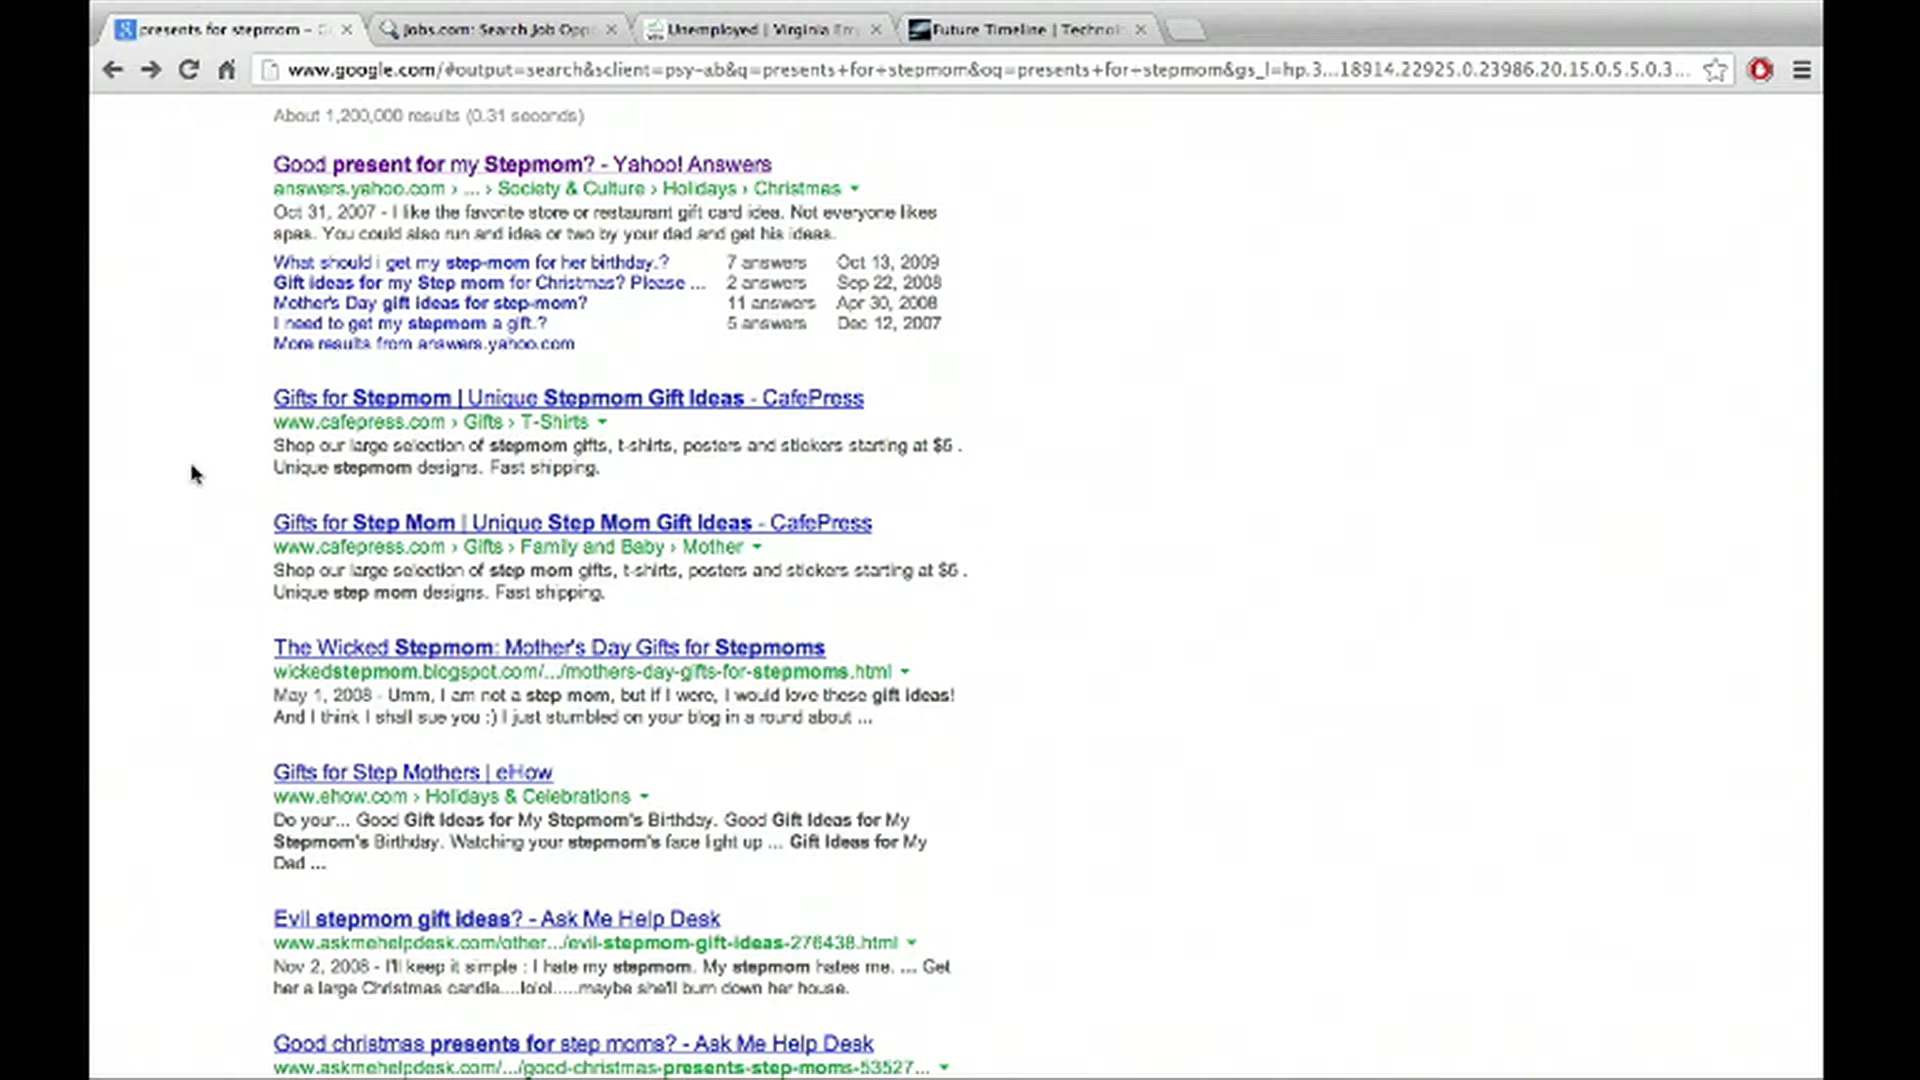 presents for stepmom - G
Jobs.com: Search Job Opp
Unemployed | Virginia Em
Future Timeline | Technol
www.google.com/#output=search&sclient=psy-ab&q=presents+for+stepmom&oq=presents+for+stepmom&gs_l=hp.3...18914.22925.0.23986.20.15.0.5.5.0.3...
About 1,200,000 results (0.31 seconds)
Good present for my Stepmom? - Yahoo! Answers
answers.yahoo.com › ... › Society & Culture › Holidays › Christmas
Oct 31, 2007 - I like the favorite store or restaurant gift card idea. Not everyone likes
spas. You could also run and idea or two by your dad and get his ideas.
What should i get my step-mom for her birthday.? 7 answers Oct 13, 2009
Gift ideas for my Step mom for Christmas? Please ... 2 answers Sep 22, 2008
Mother's Day gift ideas for step-mom? 11 answers Apr 30, 2008
I need to get my stepmom a gift.? 5 answers Dec 12, 2007
More results from answers.yahoo.com
Gifts for Stepmom | Unique Stepmom Gift Ideas - CafePress
www.cafepress.com › Gifts › T-Shirts
Shop our large selection of stepmom gifts, t-shirts, posters and stickers starting at $5 .
Unique stepmom designs. Fast shipping.
Gifts for Step Mom | Unique Step Mom Gift Ideas - CafePress
www.cafepress.com › Gifts › Family and Baby › Mother
Shop our large selection of step mom gifts, t-shirts, posters and stickers starting at $5 .
Unique step mom designs. Fast shipping.
The Wicked Stepmom: Mother's Day Gifts for Stepmoms
wickedstepmom.blogspot.com/.../mothers-day-gifts-for-stepmoms.html
May 1, 2008 - Umm, I am not a step mom, but if I were, I would love these gift ideas!
And I think I shall sue you :) I just stumbled on your blog in a round about ...
Gifts for Step Mothers | eHow
www.ehow.com › Holidays & Celebrations
Do your... Good Gift Ideas for My Stepmom's Birthday. Good Gift Ideas for My
Stepmom's Birthday. Watching your stepmom's face light up ... Gift Ideas for My
Dad ...
Evil stepmom gift ideas? - Ask Me Help Desk
www.askmehelpdesk.com/other.../evil-stepmom-gift-ideas-276438.html
Nov 2, 2008 - I'll keep it simple : I hate my stepmom. My stepmom hates me. ... Get
her a large Christmas candle....lolol.....maybe she'll burn down her house.
Good christmas presents for step moms? - Ask Me Help Desk
www.askmehelpdesk.com/.../good-christmas-presents-step-moms-53527...